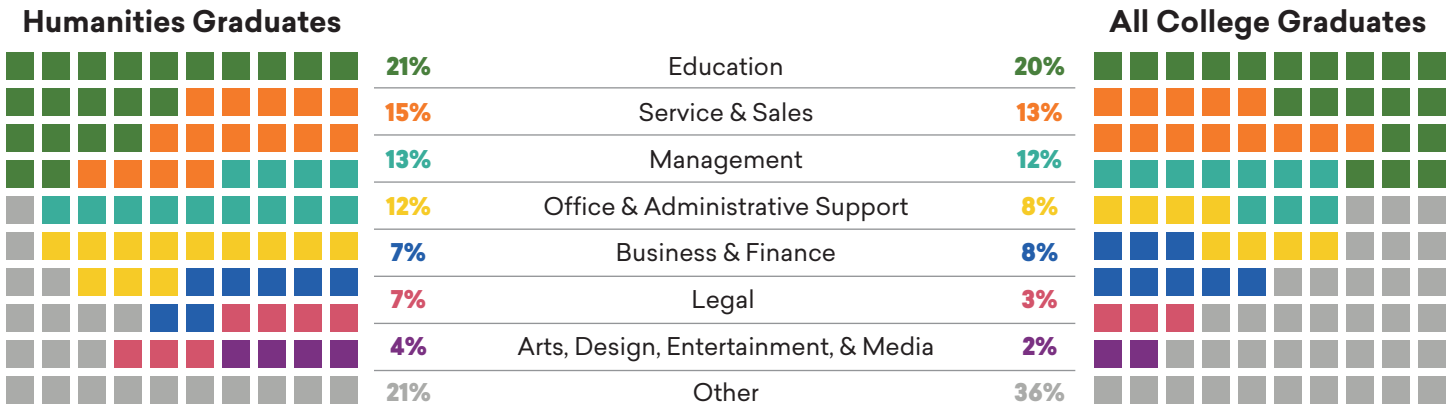 Humanities Graduates
All College Graduates
21% Education 20%
15% Service & Sales 13%
13% Management 12%
12% Office & Administrative Support 8%
7% Business & Finance 8%
7% Legal 3%
4% Arts, Design, Entertainment, & Media 2%
21% Other 36%